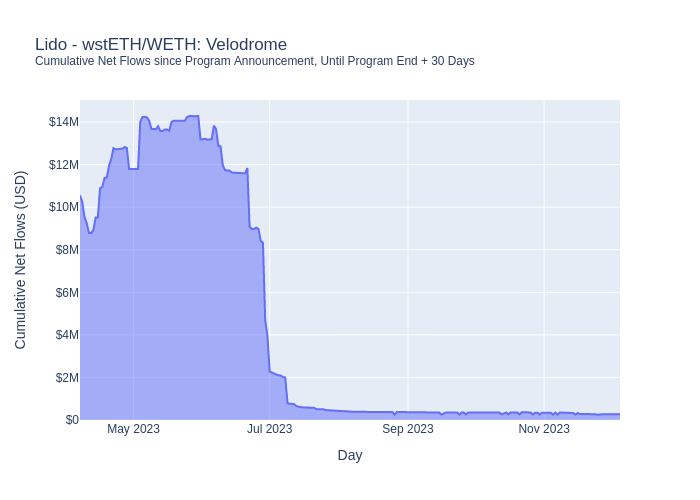 Lido - wstETH/WETH: Velodrome
Cumulative Net Flows since Program Announcement, Until Program End + 30 Days
Cumulative Net Flows (USD)
$14M
$12M
$10M
$8M
$6M
$4M
$2M
$0
May 2023
Jul 2023
Sep 2023
Nov 2023
Day